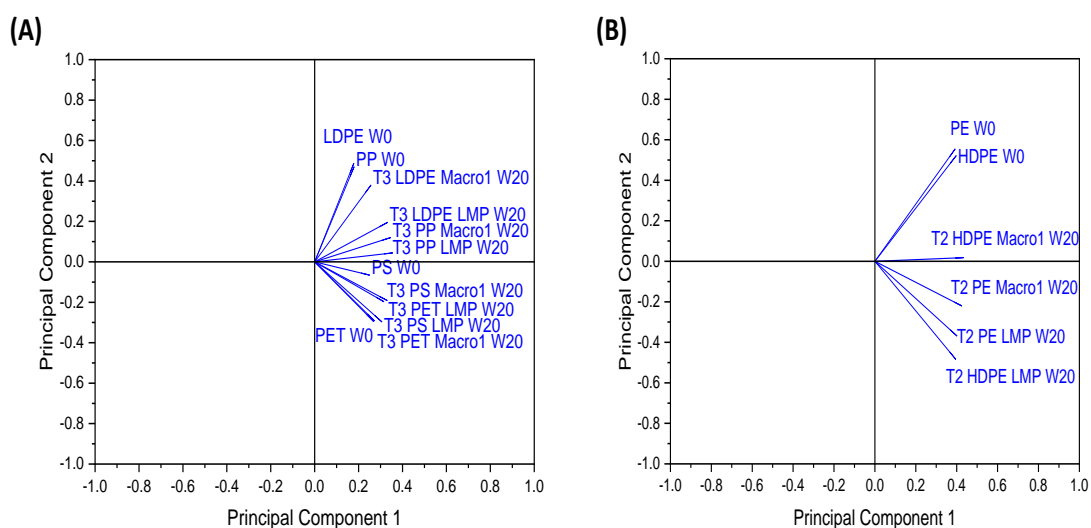 (A)
(B)
1.0
0.8
0.6
0.4
0.2
0.0
-0.2
-0.4
-0.6
-0.8
-1.0
Principal Component 2
LDPE W0
PP W0
T3 LDPE Macro1 W20
T3 LDPE LMP W20
T3 PP Macro1 W20
T3 PP LMP W20
PS W0
T3 PS Macro1 W20
T3 PET LMP W20
T3 PS LMP W20
PET W0
T3 PET Macro1 W20
-1.0 -0.8 -0.6 -0.4 -0.2 0.0 0.2 0.4 0.6 0.8 1.0
Principal Component 1
1.0
0.8
0.6
0.4
0.2
0.0
-0.2
-0.4
-0.6
-0.8
-1.0
Principal Component 2
PE W0
HDPE W0
T2 HDPE Macro1 W20
T2 PE Macro1 W20
T2 PE LMP W20
T2 HDPE LMP W20
-1.0 -0.8 -0.6 -0.4 -0.2 0.0 0.2 0.4 0.6 0.8 1.0
Principal Component 1